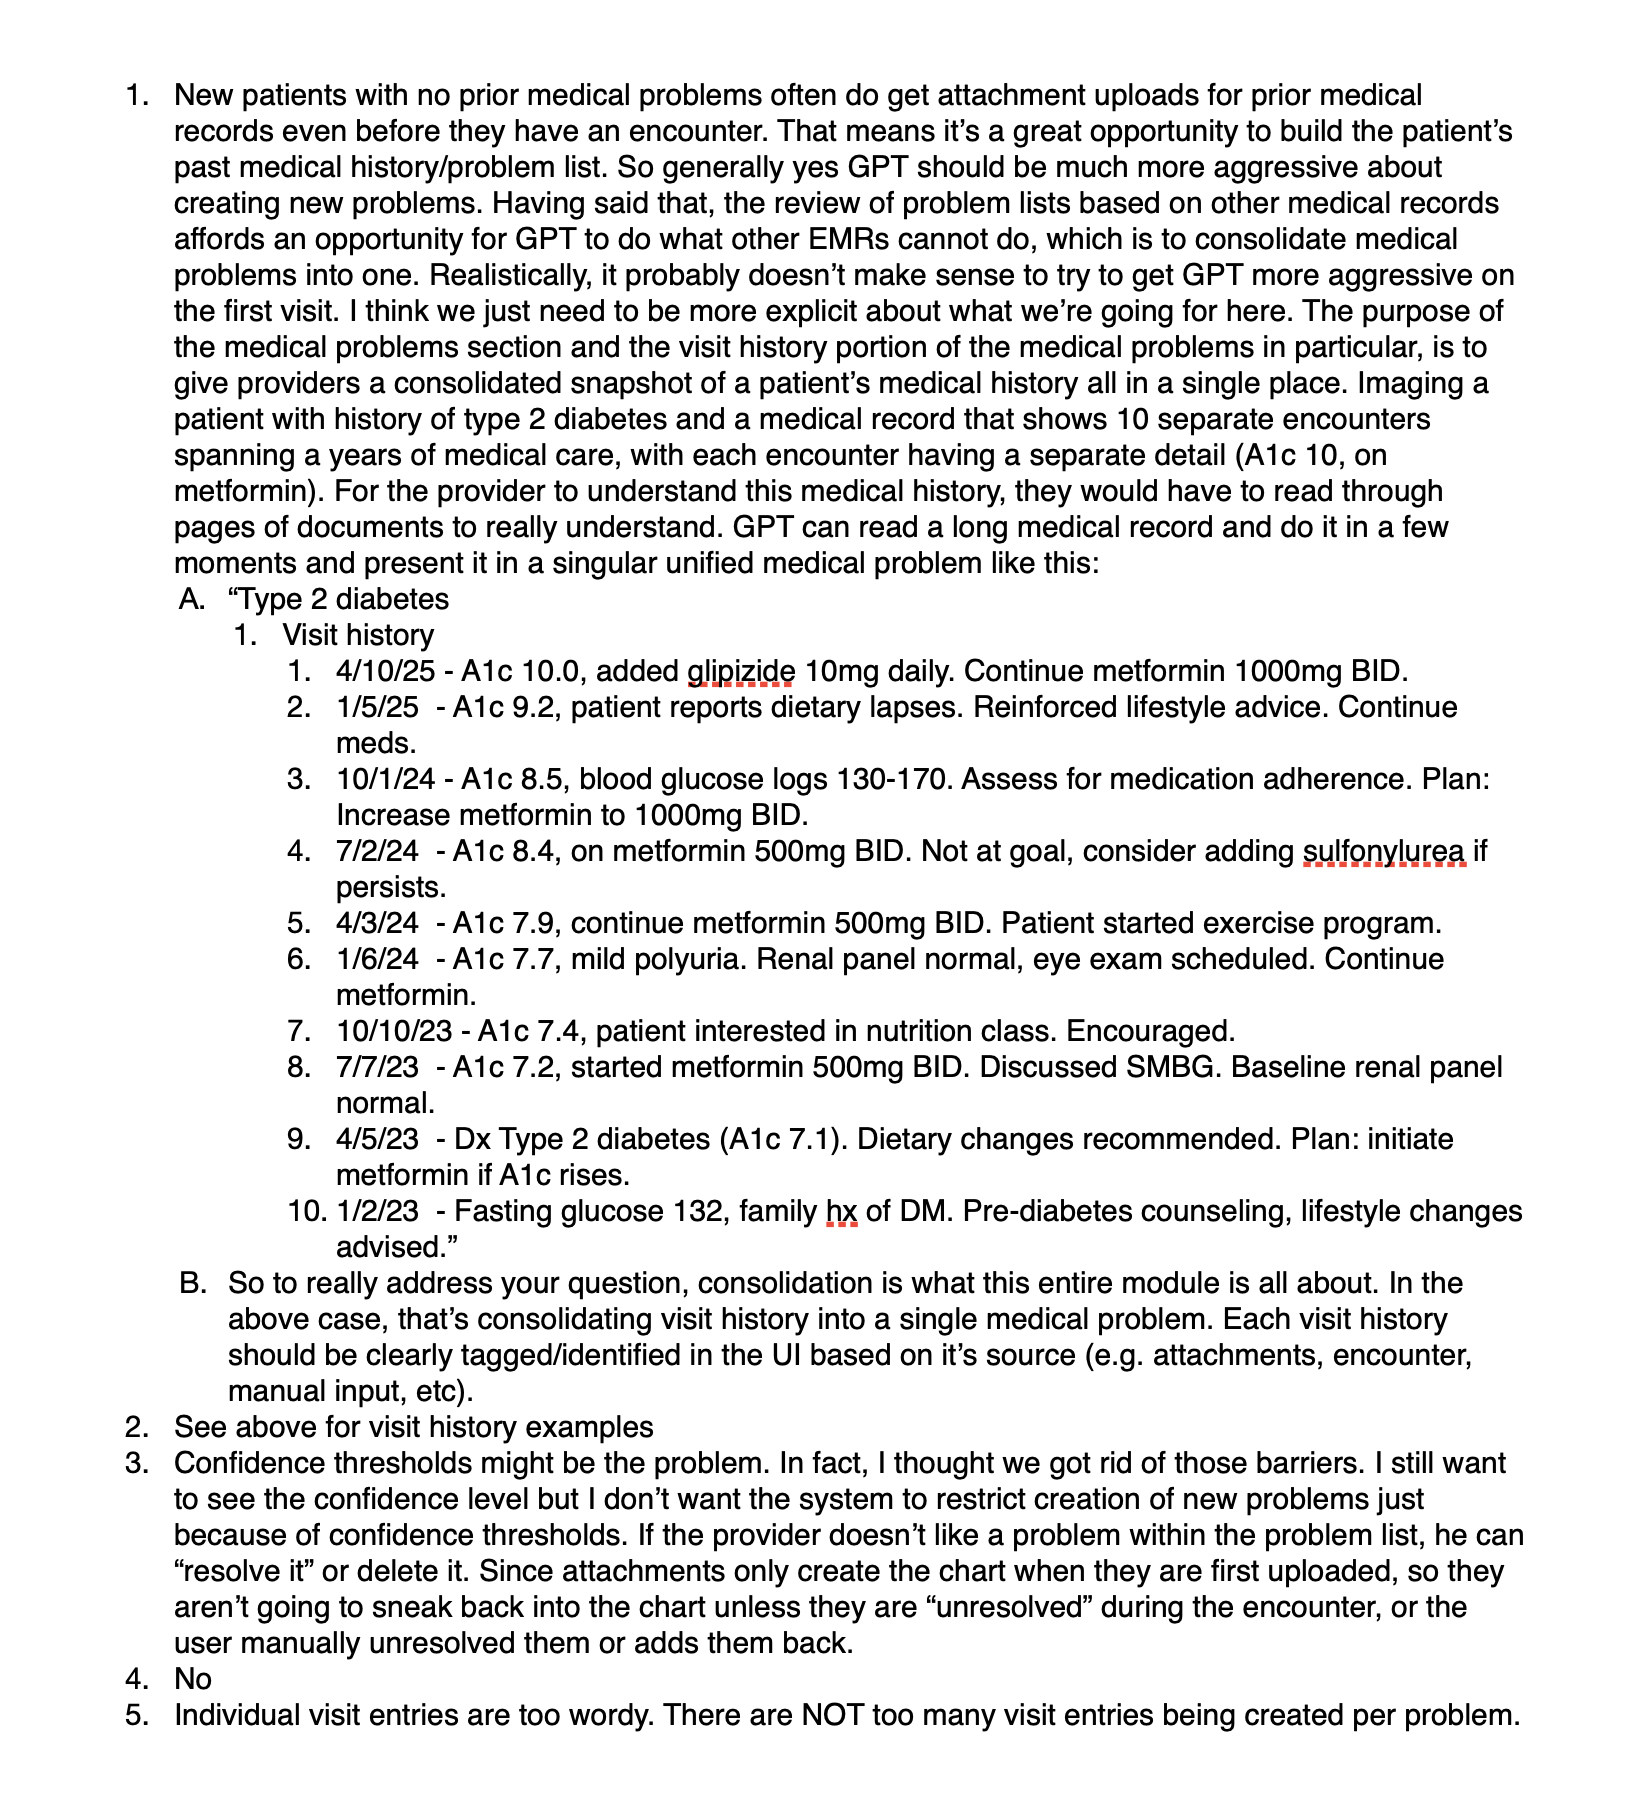 1. New patients with no prior medical problems often do get attachment uploads for prior medical
records even before they have an encounter. That means it’s a great opportunity to build the patient’s
past medical history/problem list. So generally yes GPT should be much more aggressive about
creating new problems. Having said that, the review of problem lists based on other medical records
affords an opportunity for GPT to do what other EMRs cannot do, which is to consolidate medical
problems into one. Realistically, it probably doesn’t make sense to try to get GPT more aggressive on
the first visit. I think we just need to be more explicit about what we’re going for here. The purpose of
the medical problems section and the visit history portion of the medical problems in particular, is to
give providers a consolidated snapshot of a patient’s medical history all in a single place. Imaging a
patient with history of type 2 diabetes and a medical record that shows 10 separate encounters
spanning a years of medical care, with each encounter having a separate detail (A1c 10, on
metformin). For the provider to understand this medical history, they would have to read through
pages of documents to really understand. GPT can read a long medical record and do it in a few
moments and present it in a singular unified medical problem like this:
A. “Type 2 diabetes
1. Visit history
1. 4/10/25 - A1c 10.0, added glipizide 10mg daily. Continue metformin 1000mg BID.
2. 1/5/25 - A1c 9.2, patient reports dietary lapses. Reinforced lifestyle advice. Continue
meds.
3. 10/1/24 - A1c 8.5, blood glucose logs 130-170. Assess for medication adherence. Plan:
Increase metformin to 1000mg BID.
4. 7/2/24 - A1c 8.4, on metformin 500mg BID. Not at goal, consider adding sulfonylurea if
persists.
5. 4/3/24 - A1c 7.9, continue metformin 500mg BID. Patient started exercise program.
6. 1/6/24 - A1c 7.7, mild polyuria. Renal panel normal, eye exam scheduled. Continue
metformin.
7. 10/10/23 - A1c 7.4, patient interested in nutrition class. Encouraged.
8. 7/7/23 - A1c 7.2, started metformin 500mg BID. Discussed SMBG. Baseline renal panel
normal.
9. 4/5/23 - Dx Type 2 diabetes (A1c 7.1). Dietary changes recommended. Plan: initiate
metformin if A1c rises.
10. 1/2/23 - Fasting glucose 132, family hx of DM. Pre-diabetes counseling, lifestyle changes
advised.”
B. So to really address your question, consolidation is what this entire module is all about. In the
above case, that’s consolidating visit history into a single medical problem. Each visit history
should be clearly tagged/identified in the UI based on it’s source (e.g. attachments, encounter,
manual input, etc).
2. See above for visit history examples
3. Confidence thresholds might be the problem. In fact, I thought we got rid of those barriers. I still want
to see the confidence level but I don’t want the system to restrict creation of new problems just
because of confidence thresholds. If the provider doesn’t like a problem within the problem list, he can
“resolve it” or delete it. Since attachments only create the chart when they are first uploaded, so they
aren’t going to sneak back into the chart unless they are “unresolved” during the encounter, or the
user manually unresolved them or adds them back.
4. No
5. Individual visit entries are too wordy. There are NOT too many visit entries being created per problem.